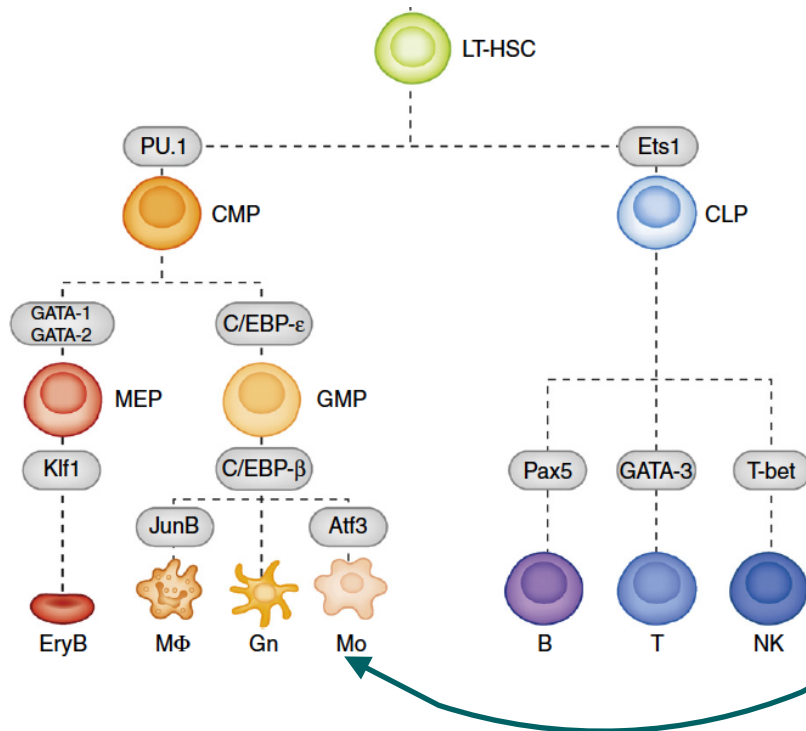 LT-HSC
PU.1
Ets1
CMP
CLP
GATA-1
GATA-2
C/EBP-ε
MEP
GMP
Klf1
C/EBP-β
Pax5
GATA-3
T-bet
JunB
Atf3
EryB
MΦ
Gn
Mo
B
T
NK